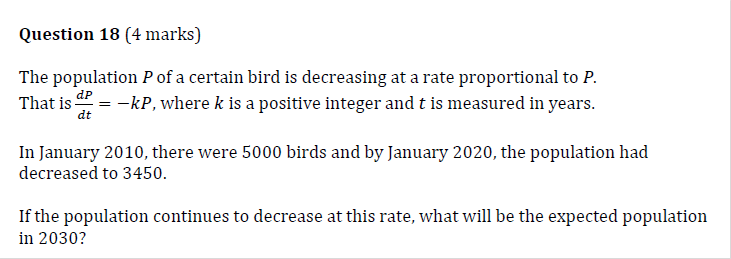 Question 18 (4 marks)
The population P of a certain bird is decreasing at a rate proportional to P.
That is dP/dt = −kP, where k is a positive integer and t is measured in years.
In January 2010, there were 5000 birds and by January 2020, the population had
decreased to 3450.
If the population continues to decrease at this rate, what will be the expected population
in 2030?